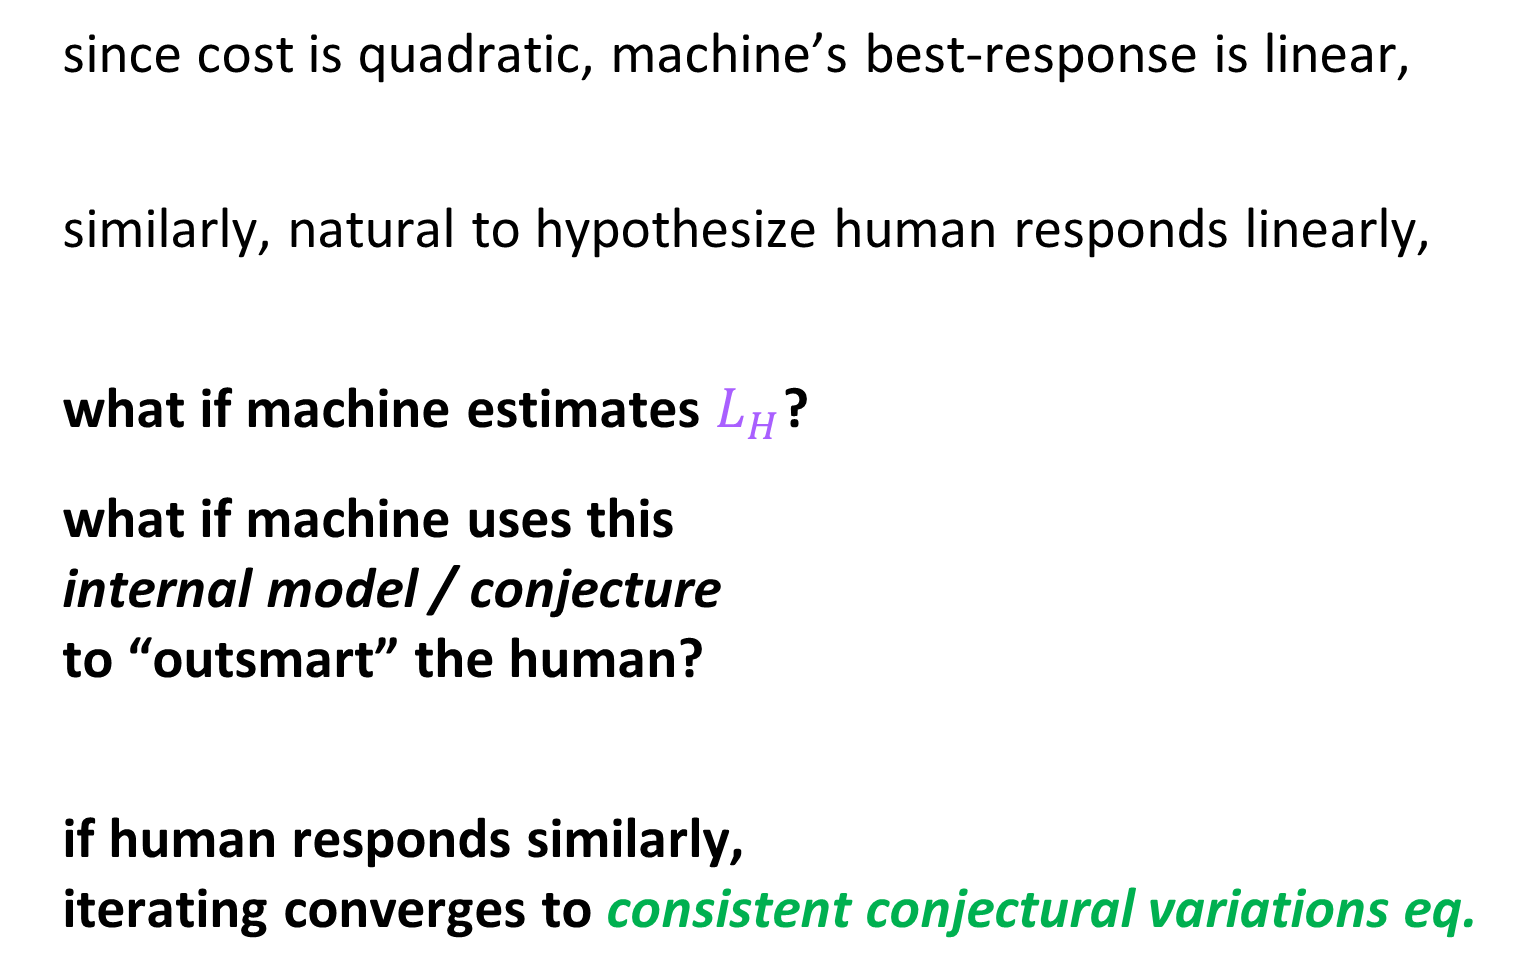 since cost is quadratic, machine’s best-response is linear,
similarly, natural to hypothesize human responds linearly,
what if machine estimates L_H?
what if machine uses this
internal model / conjecture
to “outsmart” the human?
if human responds similarly,
iterating converges to consistent conjectural variations eq.